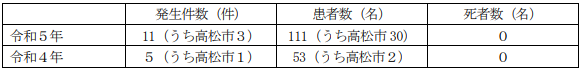 発生件数（件） 患者数（名） 死者数（名）
令和５年 11（うち高松市３） 111（うち高松市30） ０
令和４年 ５（うち高松市１） 53（うち高松市２） ０